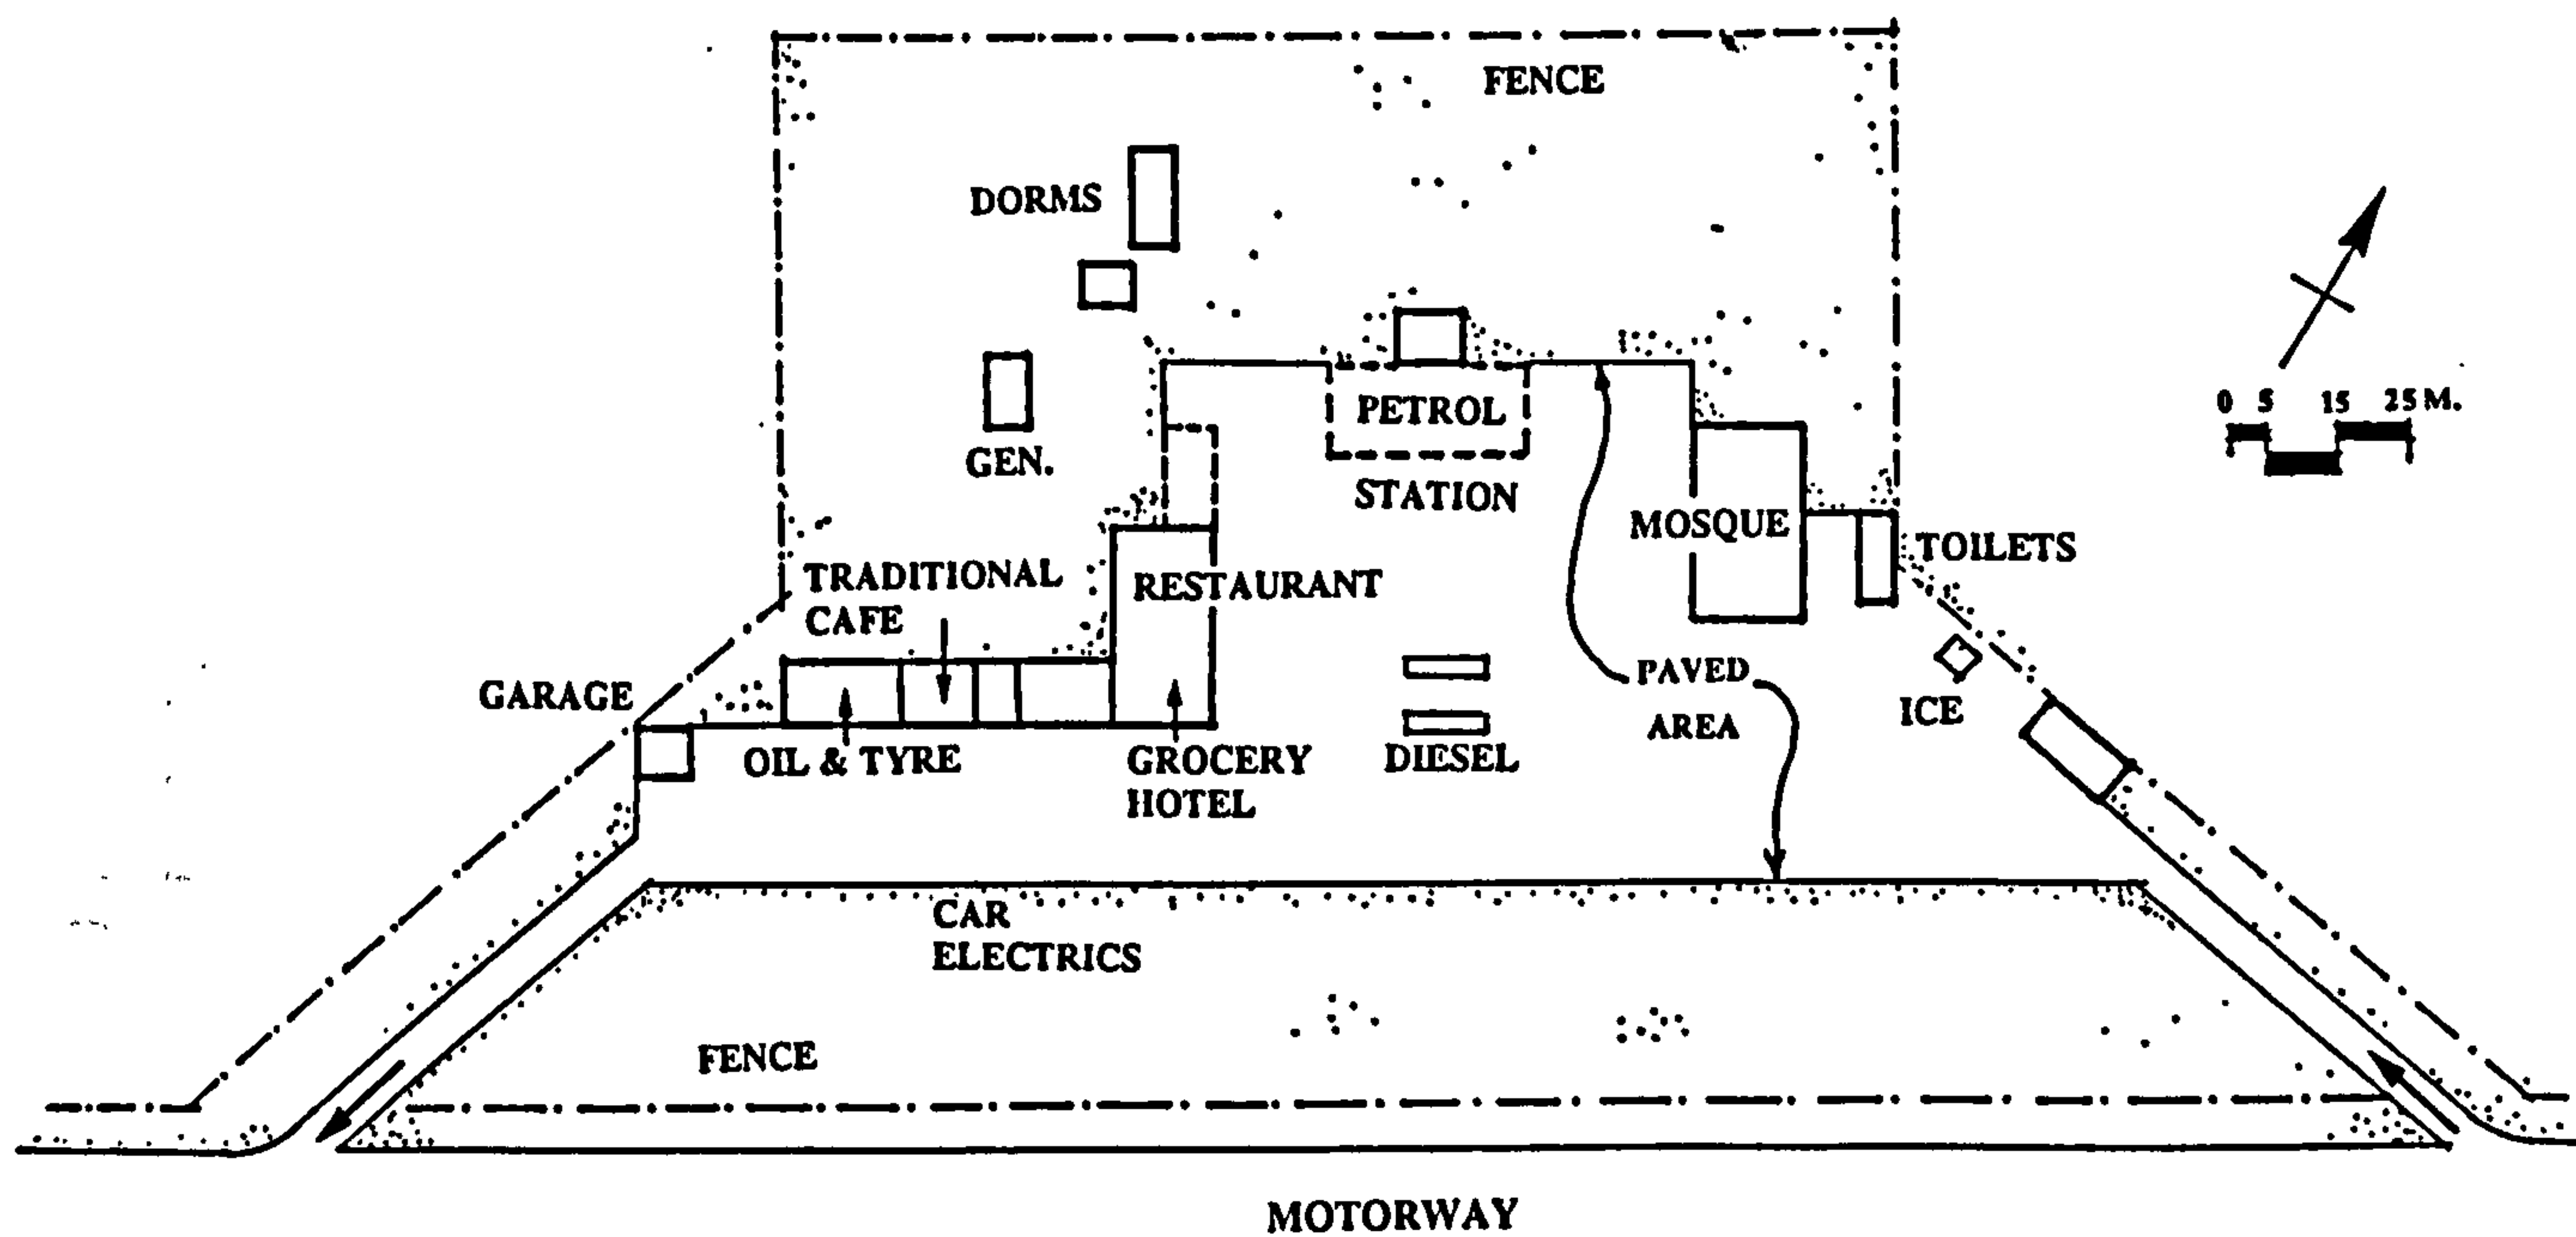 FENCE
DORMS
GEN.
PETROL
STATION
0 5 15 25 M.
MOSQUE
TOILETS
TRADITIONAL
CAFE
RESTAURANT
GARAGE
OIL & TYRE
GROCERY
HOTEL
DIESEL
PAVED
AREA
ICE
CAR
ELECTRICS
FENCE
MOTORWAY